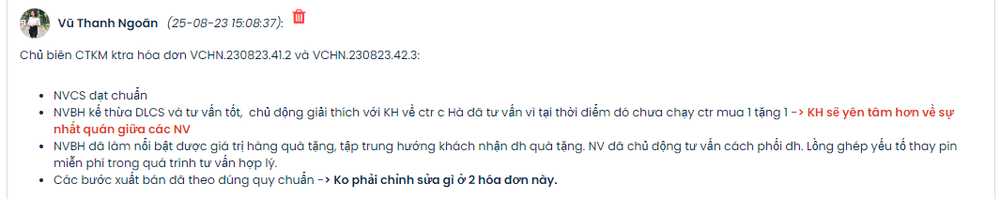 Vũ Thanh Ngoãn (25-08-23 15:08:37):
Chủ biên CTKM ktra hóa đơn VCHN.230823.41.2 và VCHN.230823.42.3:
• NVCS đạt chuẩn
• NVBH kế thừa DLCS và tư vấn tốt, chủ động giải thích với KH về ctr c Hà đã tư vấn vì tại thời điểm đó chưa chạy ctr mua 1 tặng 1 -> KH sẽ yên tâm hơn về sự
nhất quán giữa các NV
• NVBH đã làm nổi bật được giá trị hàng quà tặng, tập trung hướng khách nhận đh quà tặng. NV đã chủ động tư vấn cách phối đh. Lồng ghép yếu tố thay pin
miễn phí trong quá trình tư vấn hợp lý.
• Các bước xuất bán đã theo đúng quy chuẩn -> Ko phải chỉnh sửa gì ở 2 hóa đơn này.